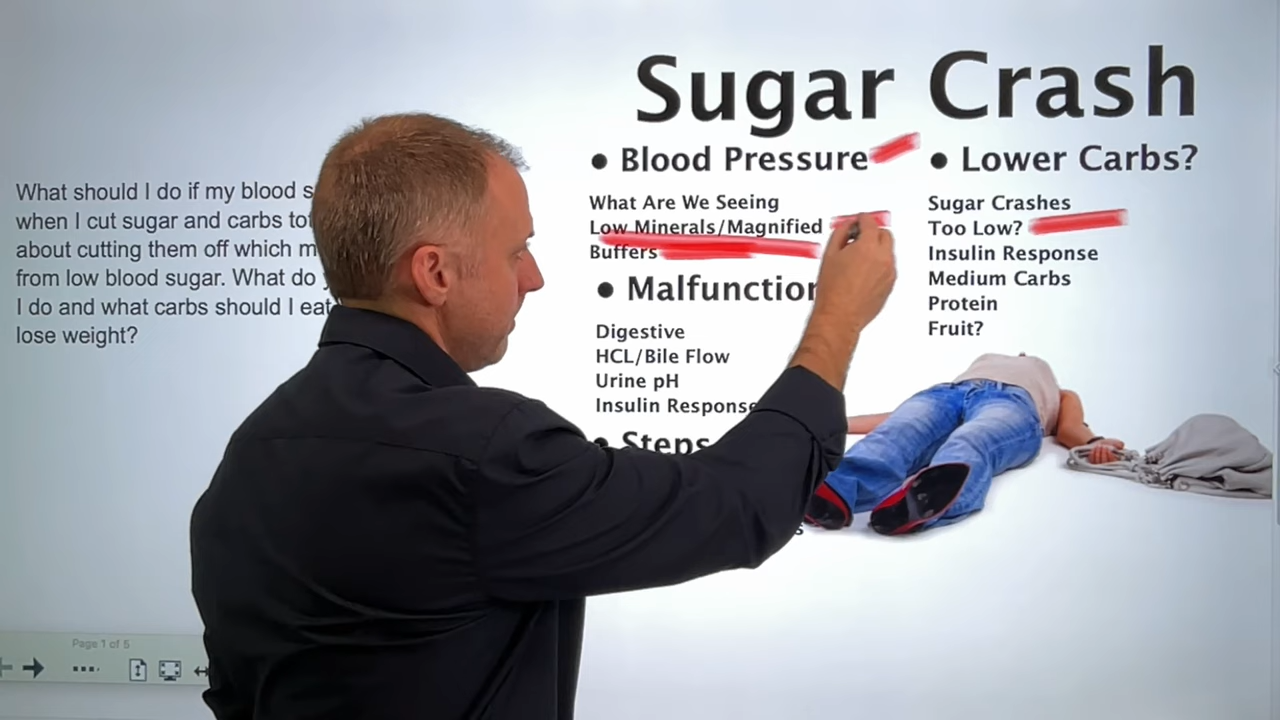 What should I do if my blood
when I cut sugar and carbs
about cutting them off which
from low blood sugar. What do
I do and what carbs should I eat
lose weight?
Sugar Crash
• Blood Pressure
What Are We Seeing
Low Minerals/Magnified
Buffers
• Malfunction
Digestive
HCL/Bile Flow
Urine pH
Insulin Response
• Steps
• Lower Carbs?
Sugar Crashes
Too Low?
Insulin Response
Medium Carbs
Protein
Fruit?
Page 1 of 5